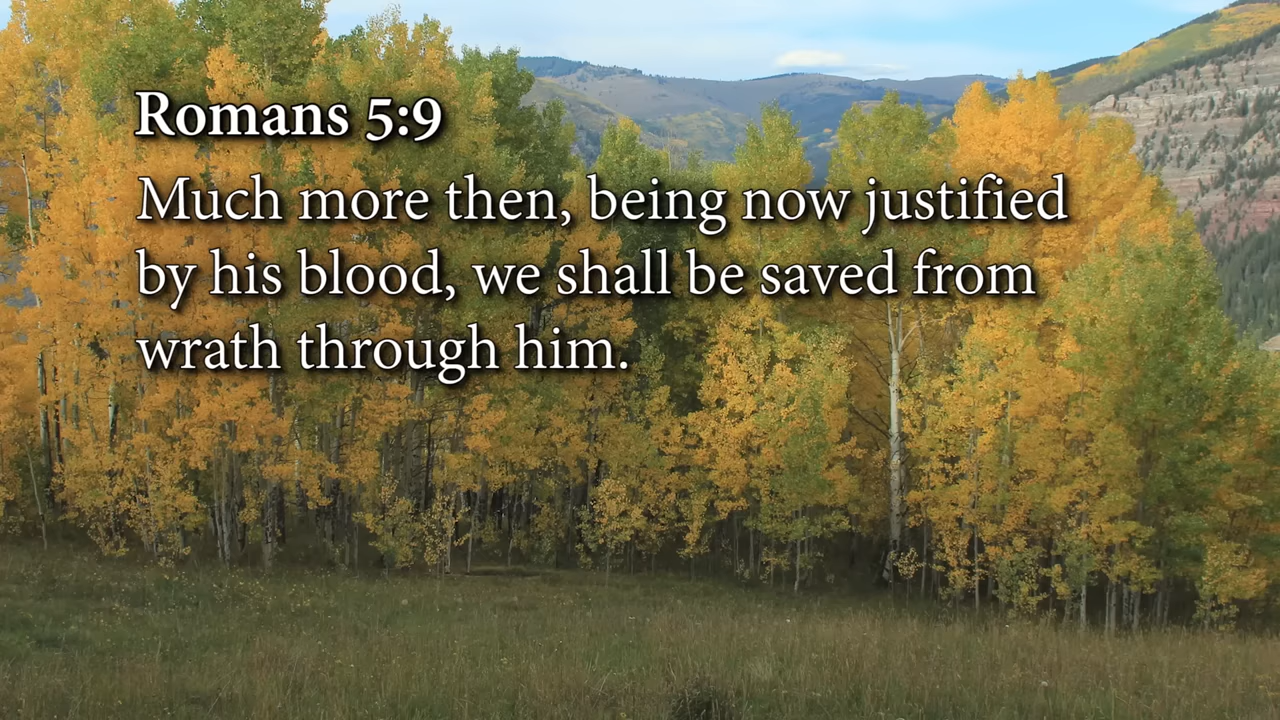 Romans 5:9
Much more then, being now justified
by his blood, we shall be saved from
wrath through him.